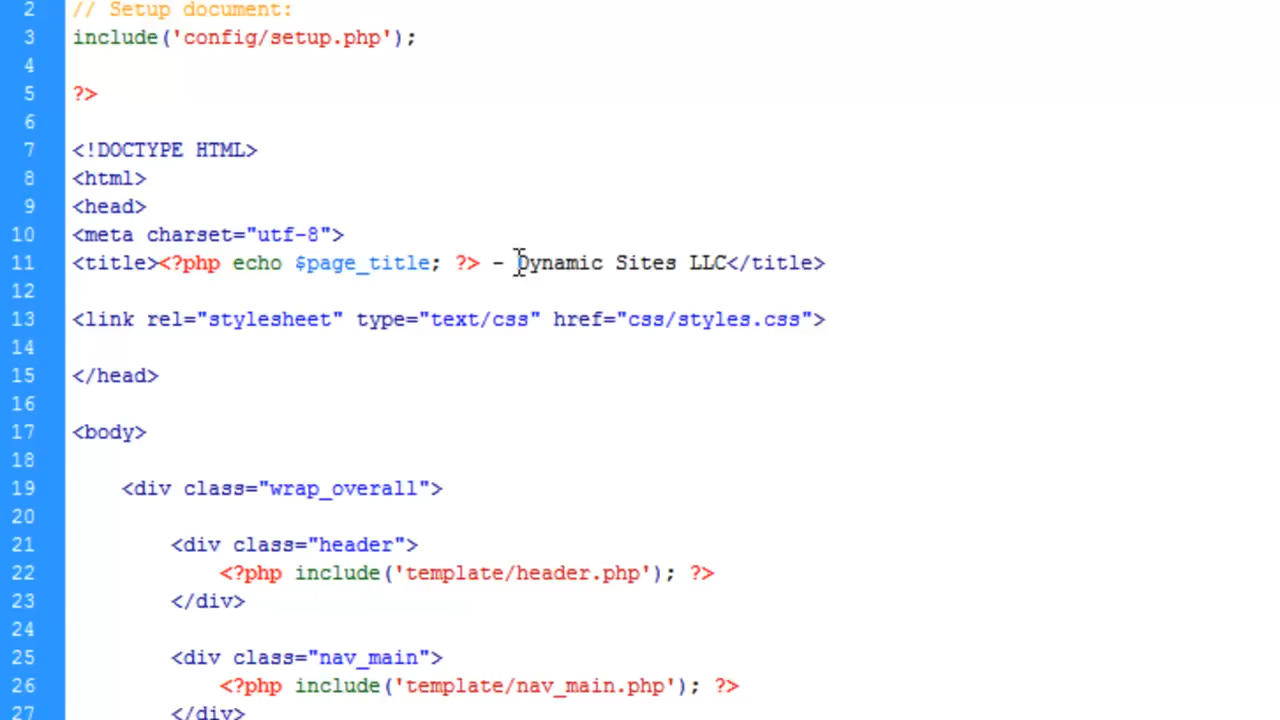 2 // Setup document:
3 include('config/setup.php');
4
5 ?>
6
7 <!DOCTYPE HTML>
8 <html>
9 <head>
10 <meta charset="utf-8">
11 <title><?php echo $page_title; ?> - Dynamic Sites LLC</title>
12
13 <link rel="stylesheet" type="text/css" href="css/styles.css">
14
15 </head>
16
17 <body>
18
19 <div class="wrap_overall">
20
21 <div class="header">
22 <?php include('template/header.php'); ?>
23 </div>
24
25 <div class="nav_main">
26 <?php include('template/nav_main.php'); ?>
27 </div>